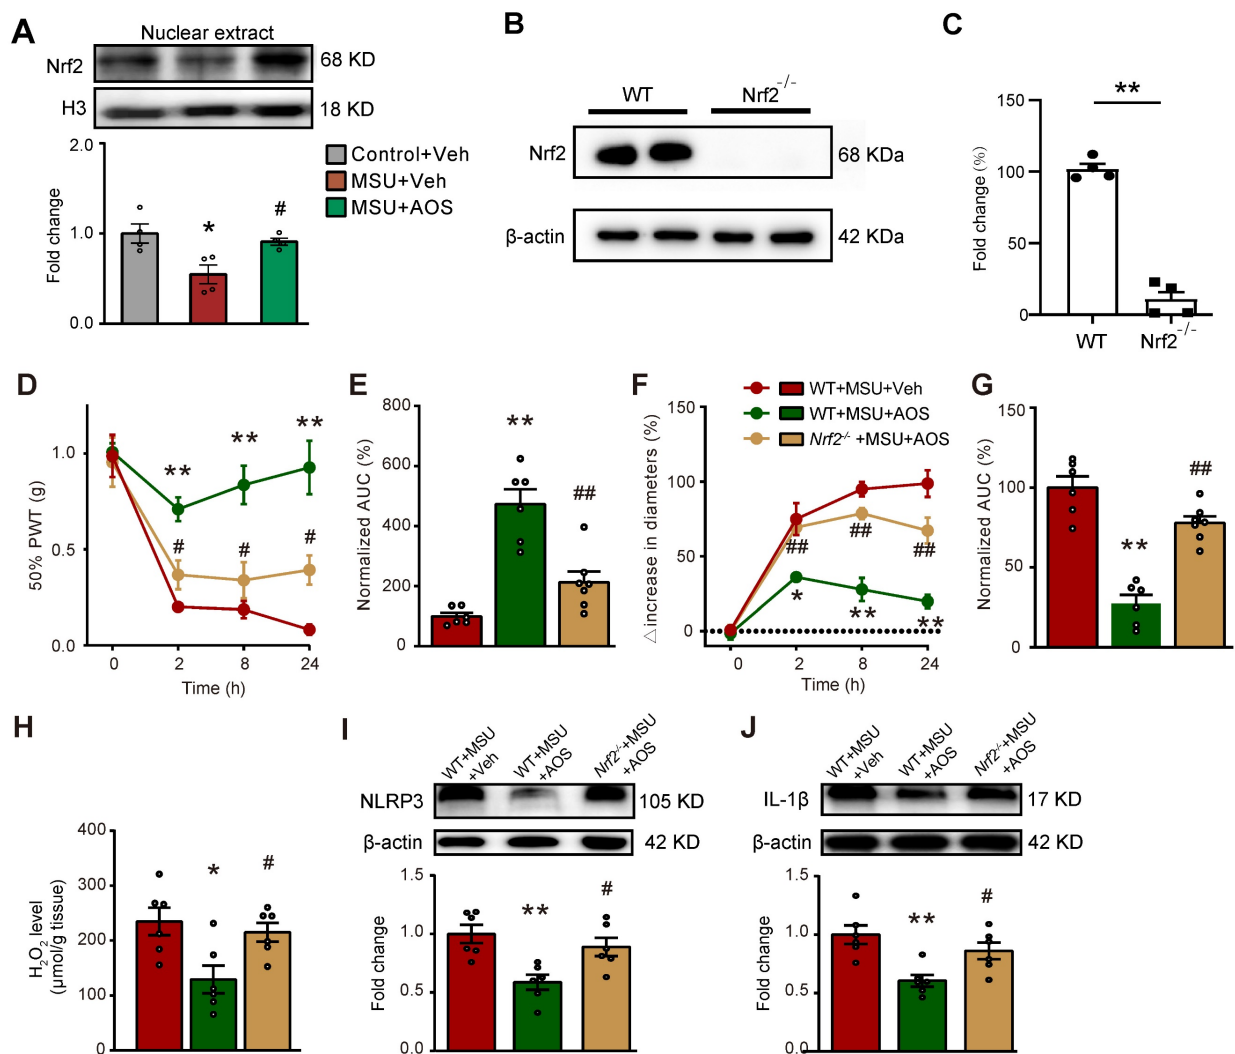 A
Nuclear extract
Nrf2
68 KD
H3
18 KD
2.0
1.0
0.0
Fold change
*
#
Control+Veh
MSU+Veh
MSU+AOS
B
WT
Nrf2-/-
Nrf2
68 KDa
β-actin
42 KDa
C
150
100
50
0
Fold change (%)
**
WT
Nrf2-/-
D
1.0
0.5
0.0
50% PWT (g)
**
**
**
#
#
#
0
2
8
24
Time (h)
E
800
600
400
200
0
Normalized AUC (%)
**
##
F
WT+MSU+Veh
WT+MSU+AOS
Nrf2-/- +MSU+AOS
150
100
50
0
△increase in diameters (%)
##
##
##
*
**
**
0
2
8
24
Time (h)
G
150
100
50
0
Normalized AUC (%)
**
##
H
400
300
200
100
0
H2O2 level
(μmol/g tissue)
*
#
I
WT+MSU
+Veh
WT+MSU
+AOS
Nrf2-/-+MSU
+AOS
NLRP3
105 KD
β-actin
42 KD
1.5
1.0
0.5
0.0
Fold change
**
#
J
WT+MSU
+Veh
WT+MSU
+AOS
Nrf2-/-+MSU
+AOS
IL-1β
17 KD
β-actin
42 KD
1.5
1.0
0.5
0.0
Fold change
**
#